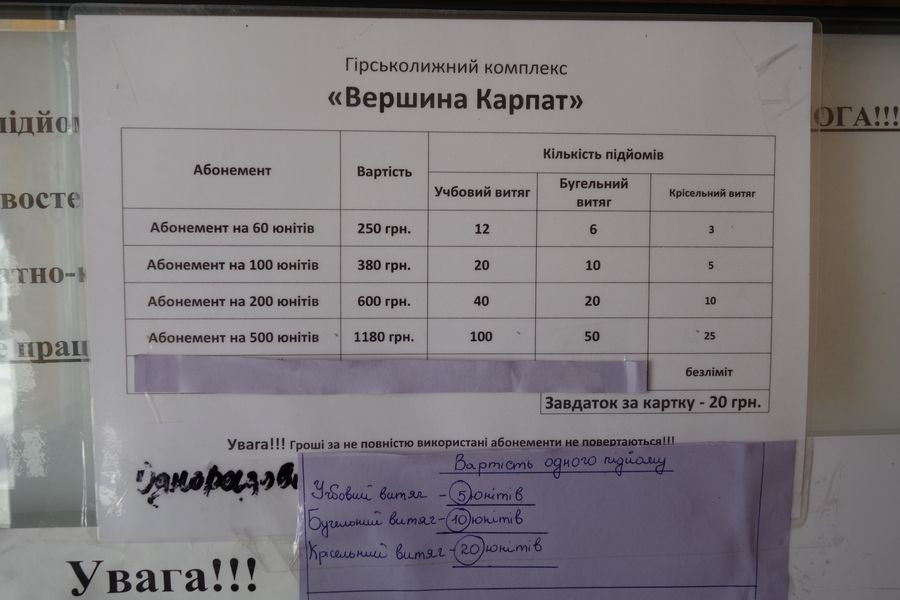 Гірськолижний комплекс
«Вершина Карпат»
Абонемент Вартість Кількість підйомів
Учбовий витяг Бугельний витяг Крісельний витяг
Абонемент на 60 юнітів 250 грн. 12 6 3
Абонемент на 100 юнітів 380 грн. 20 10 5
Абонемент на 200 юнітів 600 грн. 40 20 10
Абонемент на 500 юнітів 1180 грн. 100 50 25
безліміт
Завдаток за картку - 20 грн.
Увага!!! Гроші за не повністю використані абонементи не повертаються!!!
Вартість одного підйому
Учбовий витяг - 5 юнітів
Бугельний витяг - 10 юнітів
Крісельний витяг - 20 юнітів
Увага!!!
ОГА!!!